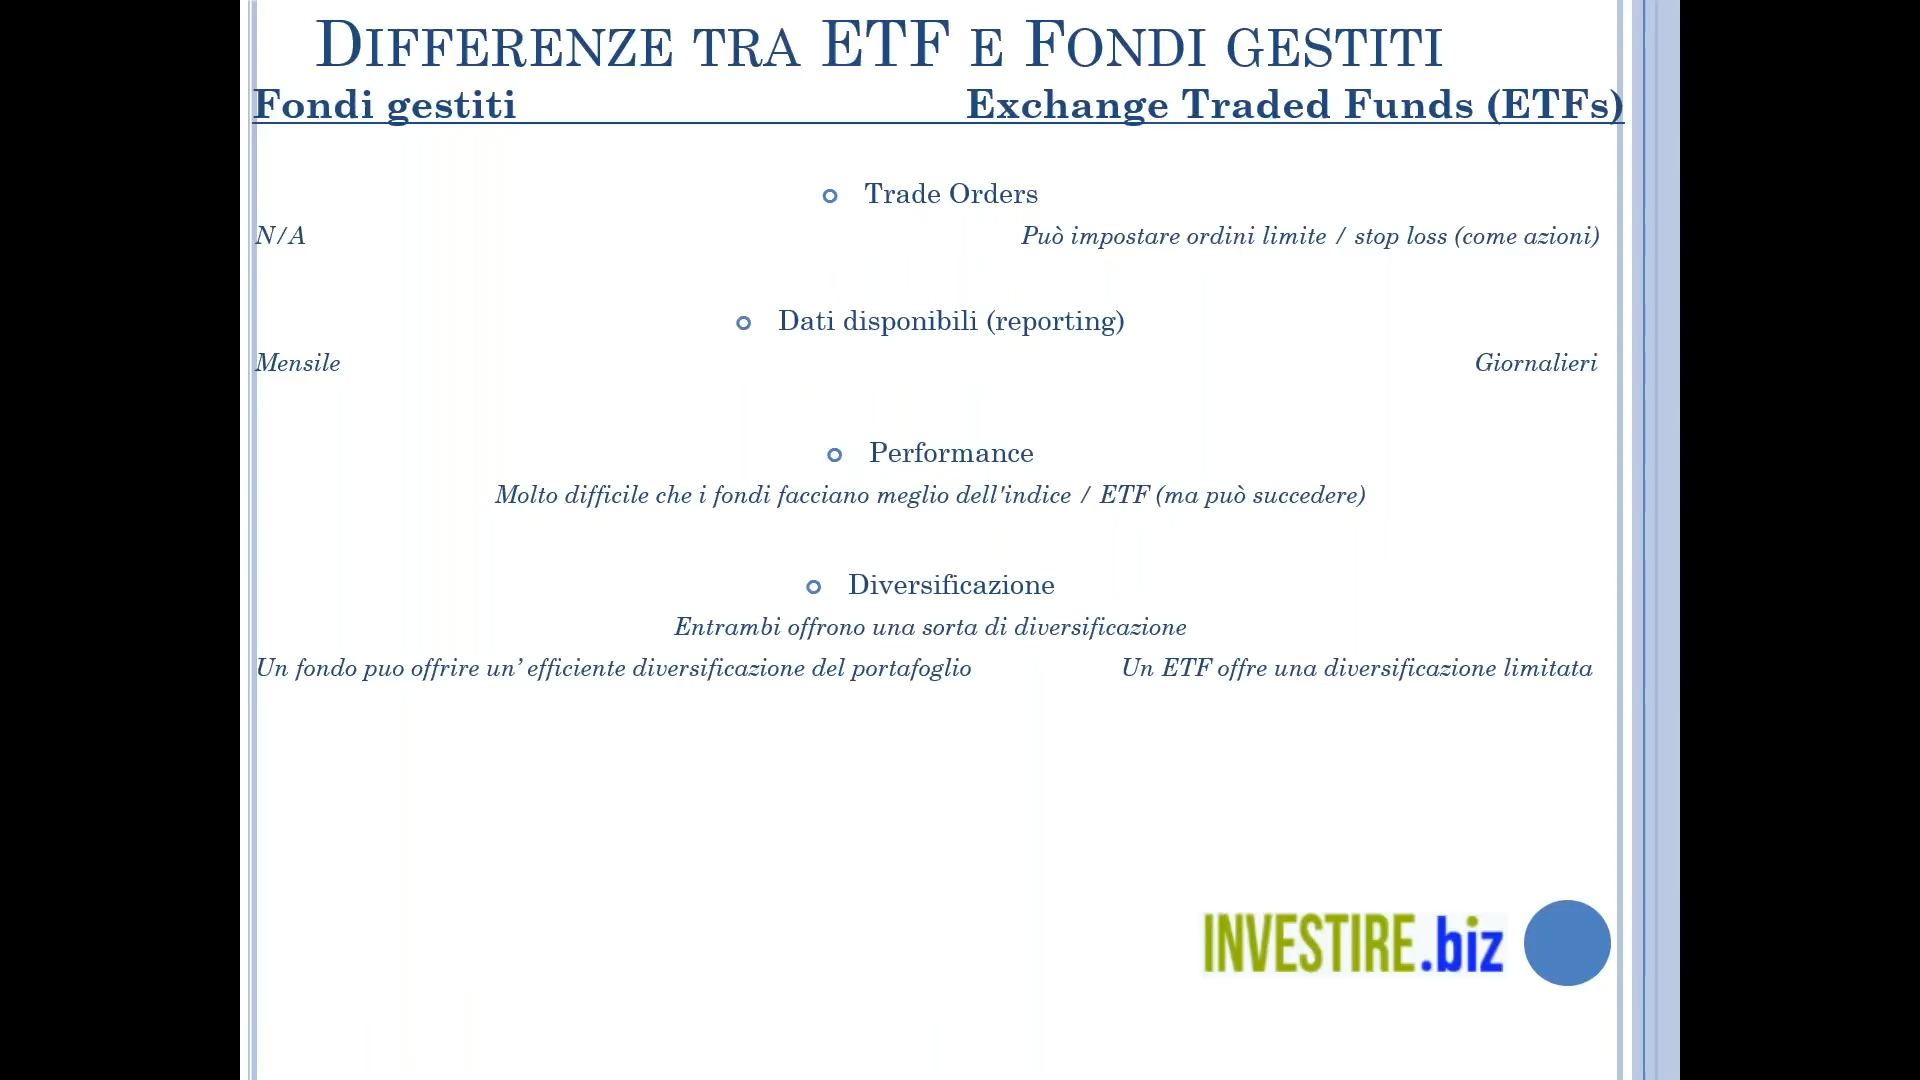 DIFFERENZE TRA ETF E FONDI GESTITI
Fondi gestiti Exchange Traded Funds (ETFs)
Trade Orders
N/A Può impostare ordini limite / stop loss (come azioni)
Dati disponibili (reporting)
Mensile Giornalieri
Performance
Molto difficile che i fondi facciano meglio dell'indice / ETF (ma può succedere)
Diversificazione
Entrambi offrono una sorta di diversificazione
Un fondo puo offrire un’ efficiente diversificazione del portafoglio Un ETF offre una diversificazione limitata
INVESTIRE.biz